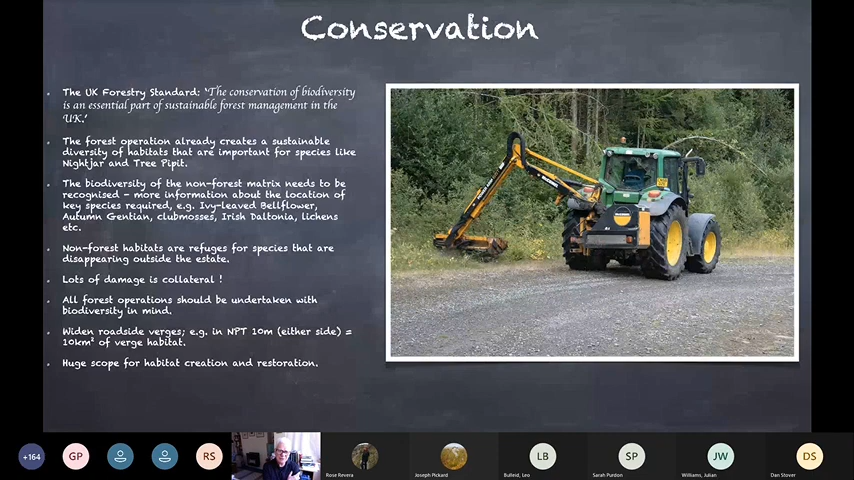 Conservation
The UK Forestry Standard: 'The conservation of biodiversity
is an essential part of sustainable forest management in the
UK.'
The forest operation already creates a sustainable
diversity of habitats that are important for species like
Nightjar and Tree Pipit.
The biodiversity of the non-forest matrix needs to be
recognised - more information about the location of
key species required, e.g. Ivy-leaved Bellflower,
Autumn Gentian, clubmosses, Irish Daltonia, lichens
etc.
Non-forest habitats are refuges for species that are
disappearing outside the estate.
Lots of damage is collateral !
All forest operations should be undertaken with
biodiversity in mind.
Widen roadside verges; e.g. in NPT 10m (either side) =
10km² of verge habitat.
Huge scope for habitat creation and restoration.
+164
GP
RS
LB
SP
JW
DS
Rose Revera
Joseph Pickard
Bulleid, Leo
Sarah Purdon
Williams, Julian
Dan Stover